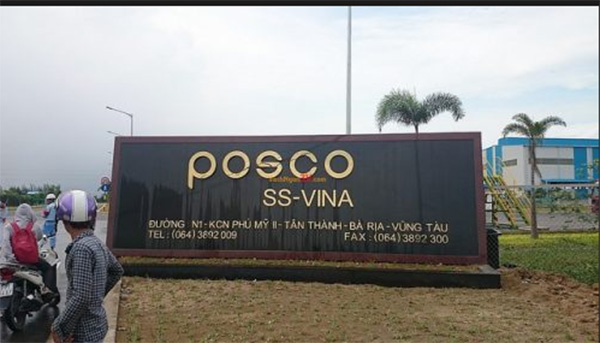 posco
SS-VINA
ĐƯỜNG N1-KCN PHÚ MỸ II - TÂN THÀNH - BÀ RỊA - VŨNG TÀU
TEL : (064) 3892 009 FAX : (064) 3892 300